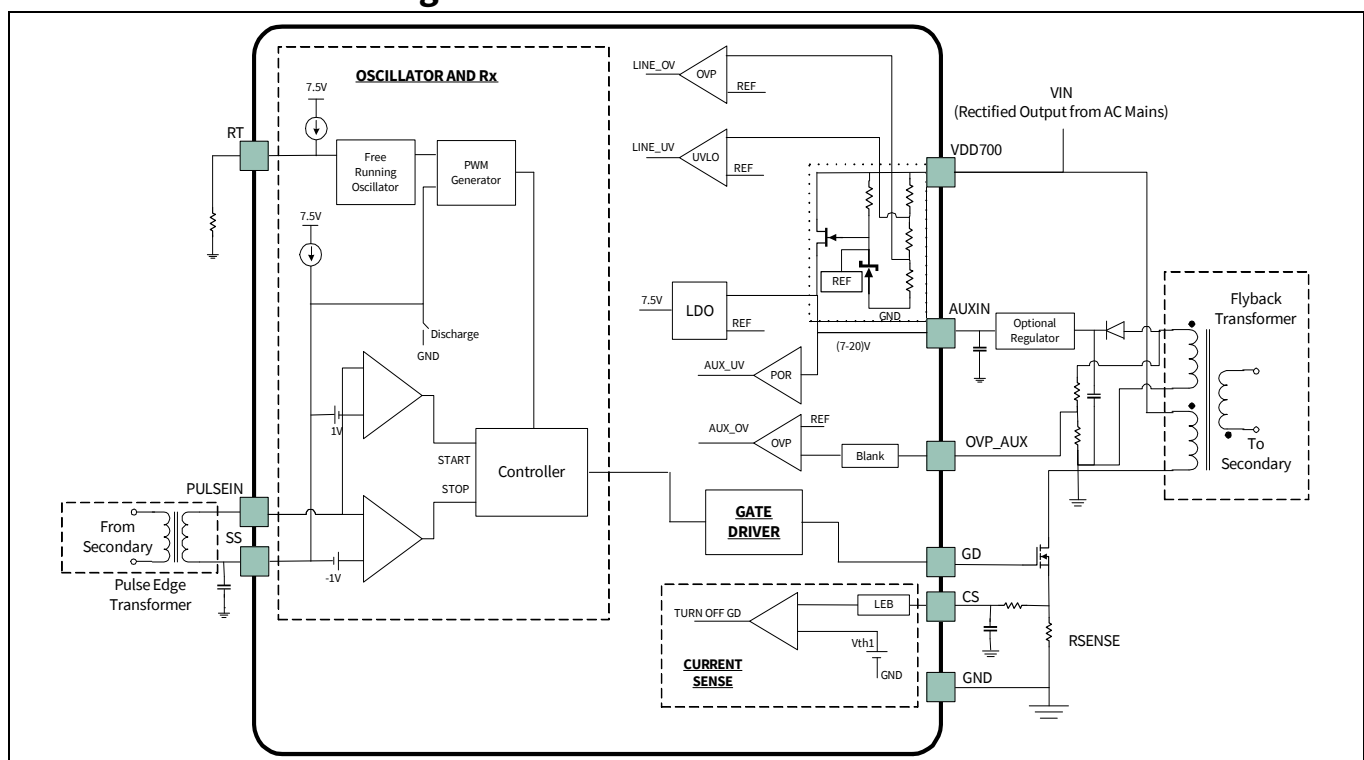 g
OSCILLATOR AND Rx
7.5V
RT
Free
Running
Oscillator
PWM
Generator
7.5V
Discharge
GND
1V
START
STOP
Controller
PULSEIN
SS
-1V
From
Secondary
Pulse Edge
Transformer
LINE_OV
OVP
REF
LINE_UV
UVLO
REF
VIN
(Rectified Output from AC Mains)
VDD700
REF
GND
7.5V
LDO
REF
AUXIN
(7-20)V
Optional
Regulator
Flyback
Transformer
To
Secondary
AUX_UV
POR
AUX_OV
OVP
REF
Blank
OVP_AUX
GATE
DRIVER
GD
TURN OFF GD
LEB
CS
Vth1
GND
CURRENT
SENSE
RSENSE
GND